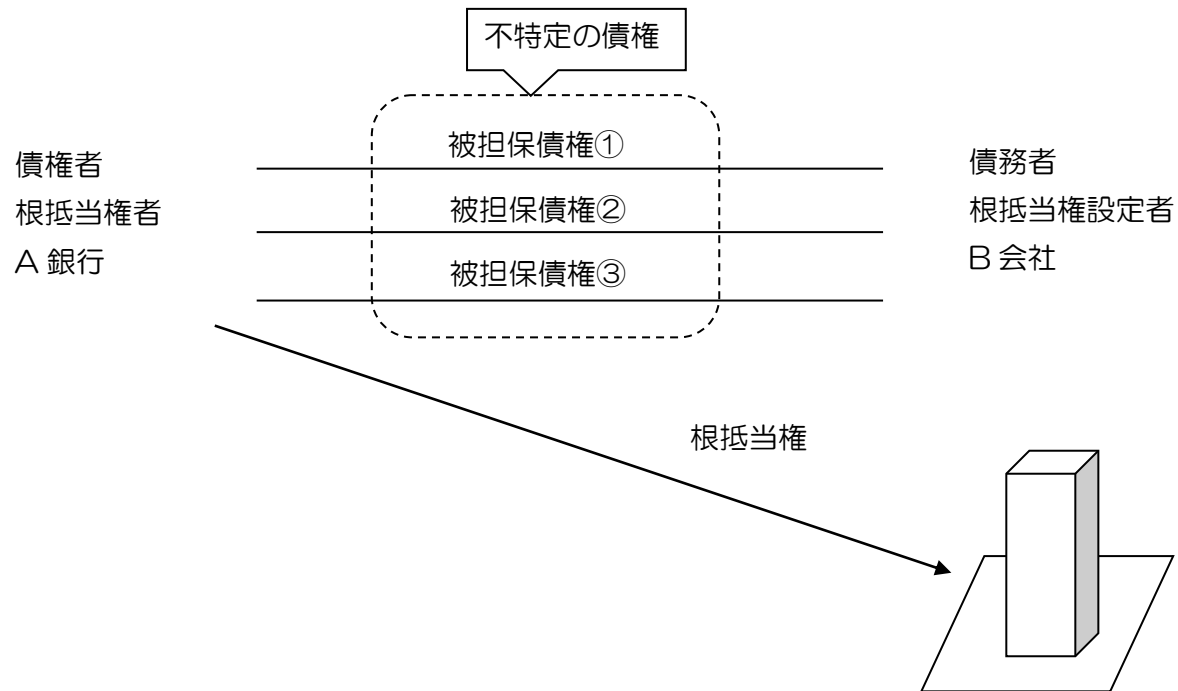 不特定の債権
債権者
根抵当権者
A 銀行
被担保債権①
被担保債権②
被担保債権③
債務者
根抵当権設定者
B 会社
根抵当権